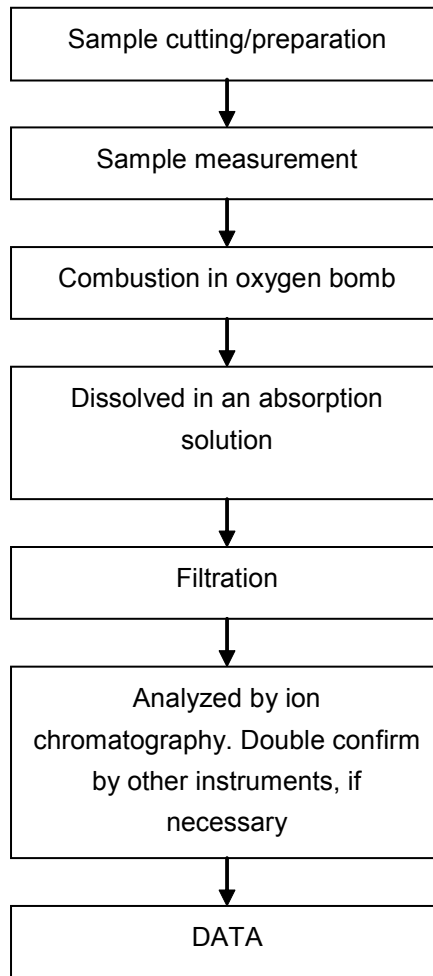 Sample cutting/preparation
Sample measurement
Combustion in oxygen bomb
Dissolved in an absorption
solution
Filtration
Analyzed by ion
chromatography. Double confirm
by other instruments, if
necessary
DATA